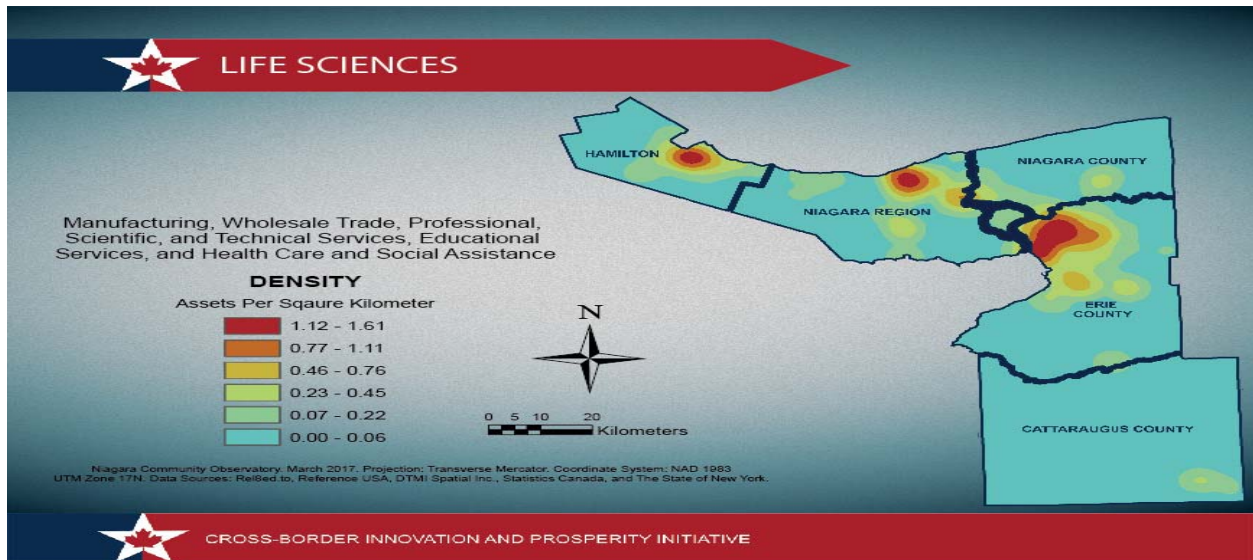 LIFE SCIENCES
HAMILTON
NIAGARA COUNTY
NIAGARA REGION
ERIE
COUNTY
CATTARAUGUS COUNTY
Manufacturing, Wholesale Trade, Professional,
Scientific, and Technical Services, Educational
Services, and Health Care and Social Assistance
DENSITY
Assets Per Sqaure Kilometer
1.12 - 1.61
0.77 - 1.11
0.46 - 0.76
0.23 - 0.45
0.07 - 0.22
0.00 - 0.06
N
0 5 10 20
Kilometers
Niagara Community Observatory. March 2017. Projection: Transverse Mercator. Coordinate System: NAD 1983
UTM Zone 17N. Data Sources: Rel8ed.to, Reference USA, DTMI Spatial Inc., Statistics Canada, and The State of New York.
CROSS-BORDER INNOVATION AND PROSPERITY INITIATIVE